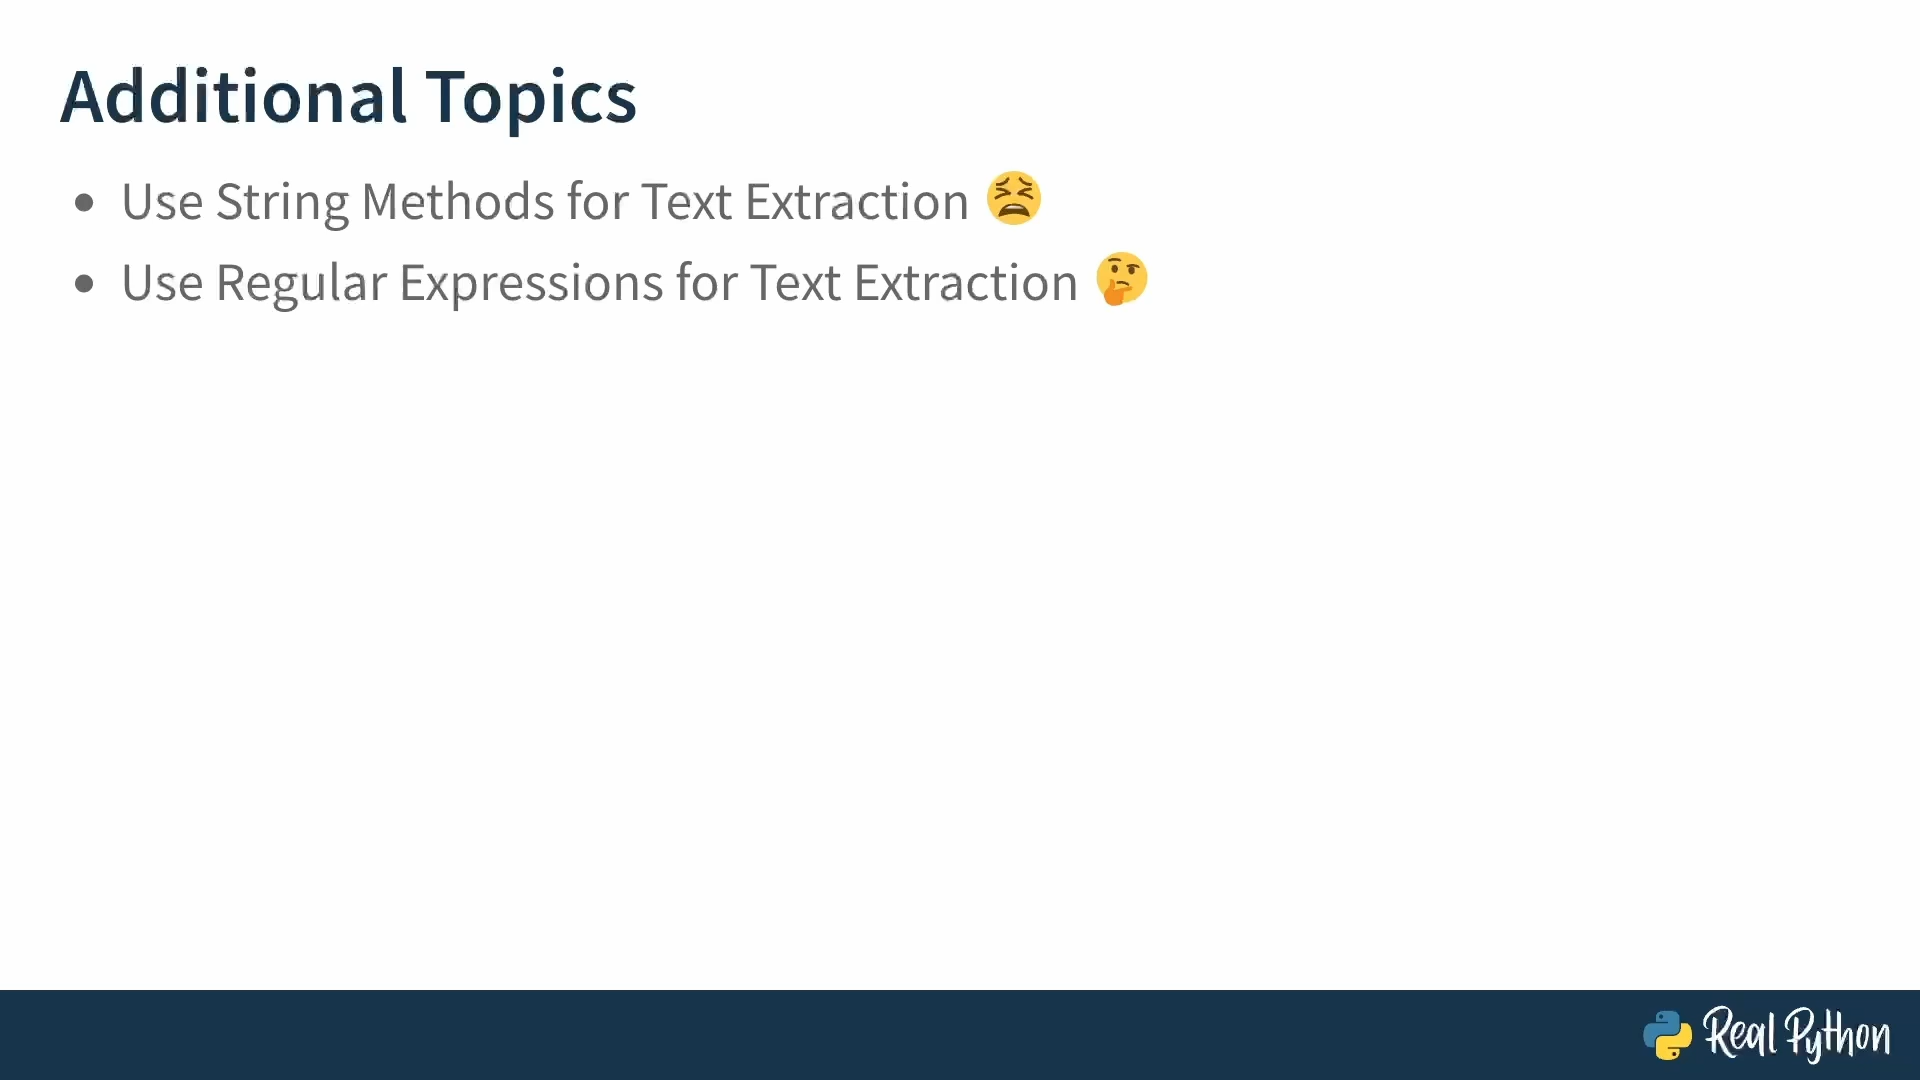 Additional Topics
• Use String Methods for Text Extraction 😫
• Use Regular Expressions for Text Extraction 🤔
Real Python